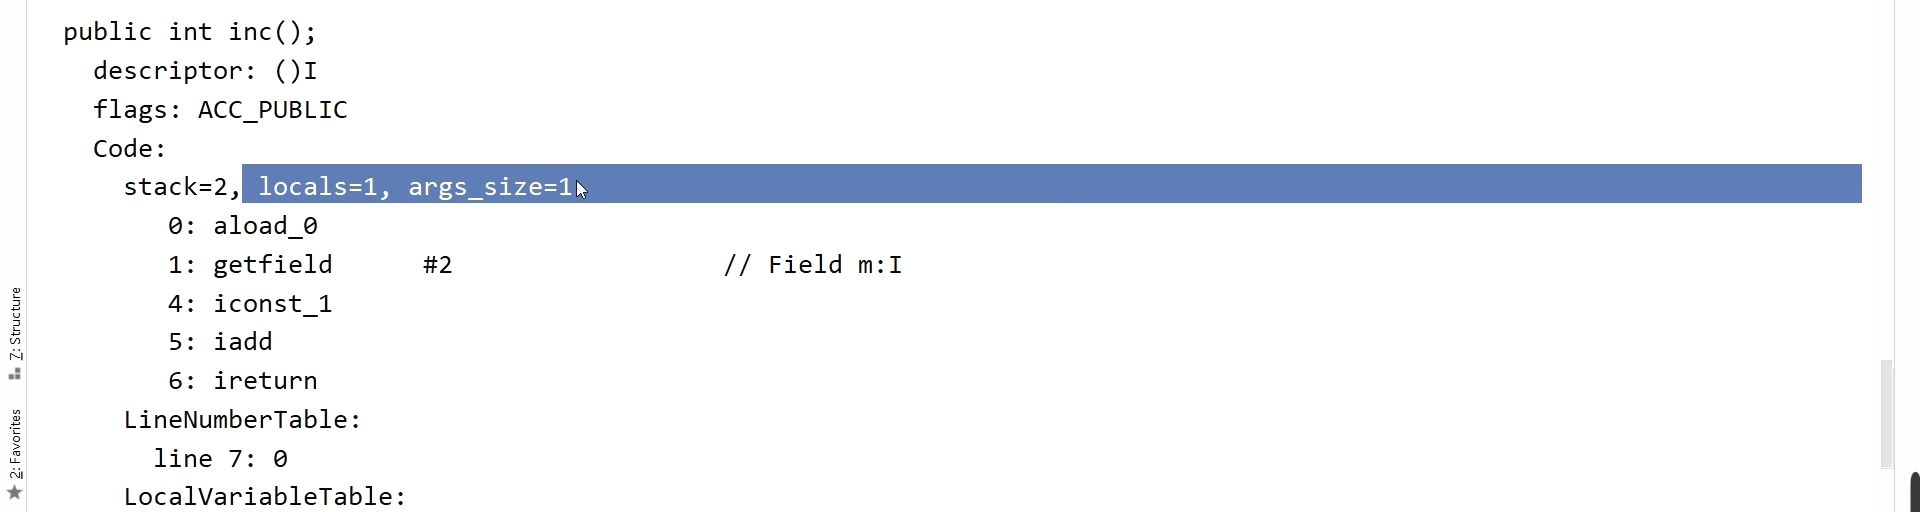 public int inc();
descriptor: ()I
flags: ACC_PUBLIC
Code:
stack=2, locals=1, args_size=1
0: aload_0
1: getfield #2 // Field m:I
4: iconst_1
5: iadd
6: ireturn
LineNumberTable:
line 7: 0
LocalVariableTable:
7: Structure
2: Favorites